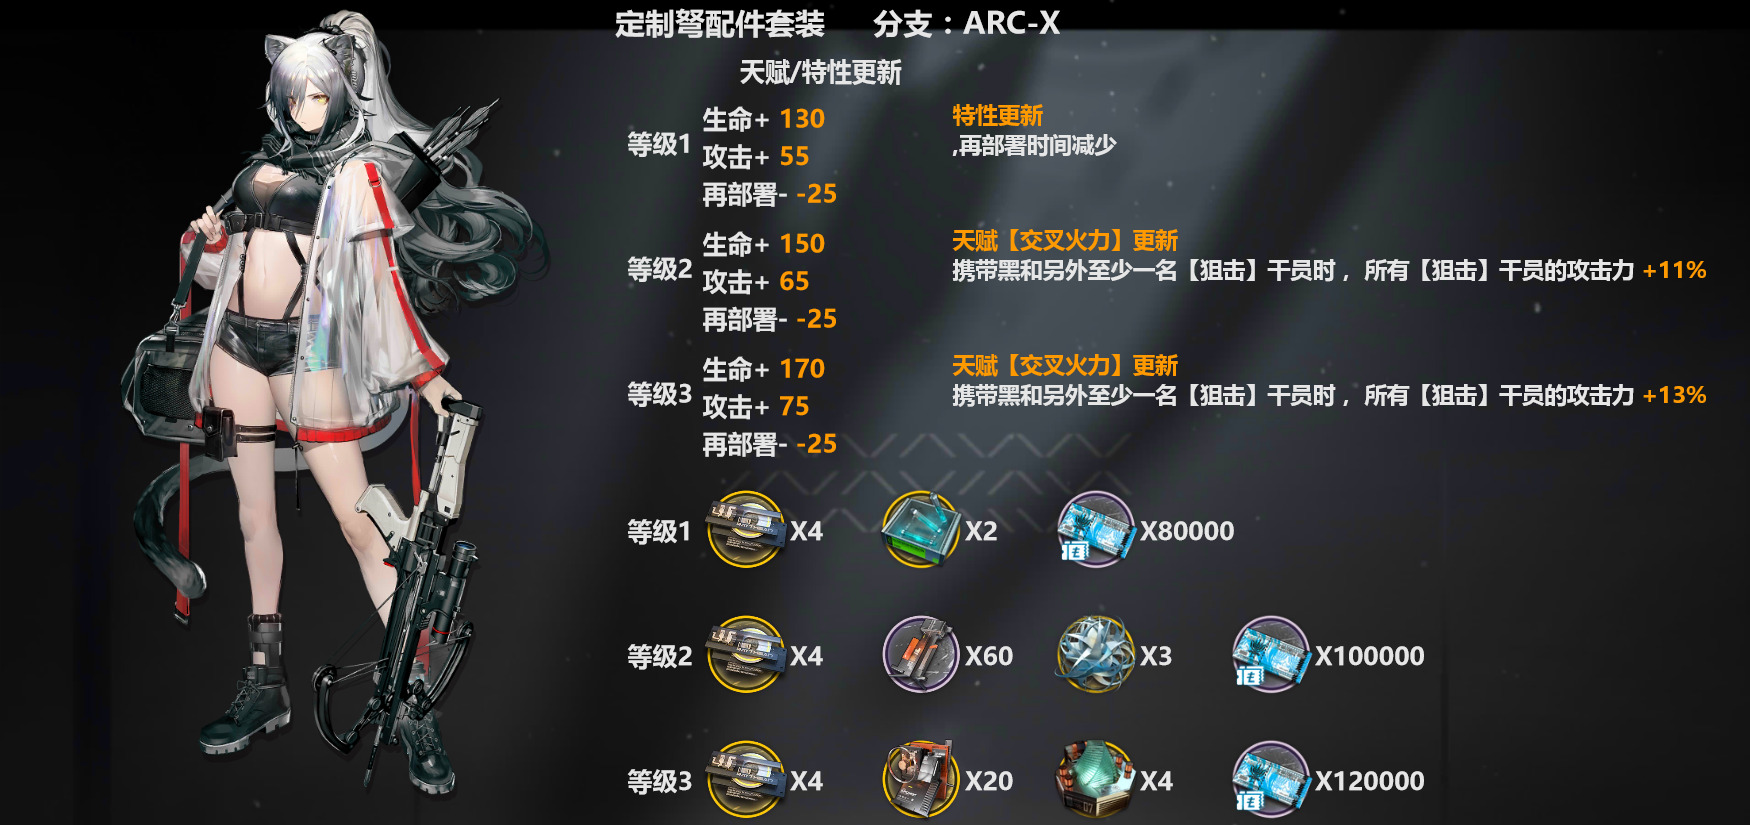 定制弩配件套装 分支：ARC-X
天赋/特性更新
等级1
生命+ 130
攻击+ 55
再部署- -25
特性更新
,再部署时间减少
等级2
生命+ 150
攻击+ 65
再部署- -25
天赋【交叉火力】更新
携带黑和另外至少一名【狙击】干员时，所有【狙击】干员的攻击力 +11%
等级3
生命+ 170
攻击+ 75
再部署- -25
天赋【交叉火力】更新
携带黑和另外至少一名【狙击】干员时，所有【狙击】干员的攻击力 +13%
等级1 X4 X2 X80000
等级2 X4 X60 X3 X100000
等级3 X4 X20 X4 X120000